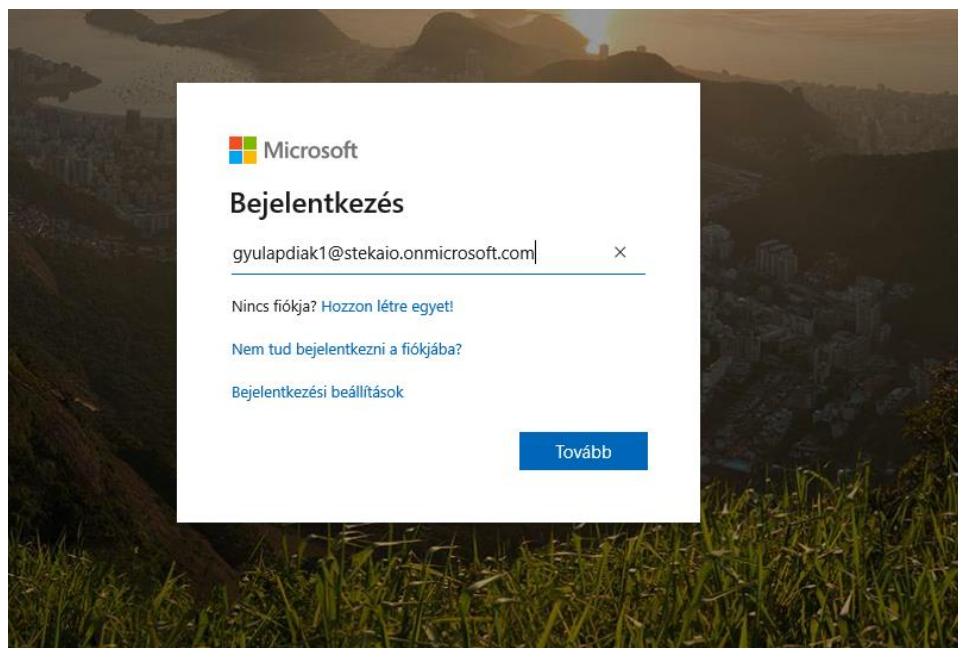 Microsoft
Bejelentkezés
gyulapdiak1@stekaio.onmicrosoft.com
Nincs fiókja? Hozzon létre egyet!
Nem tud bejelentkezni a fiókjába?
Bejelentkezési beállítások
Tovább